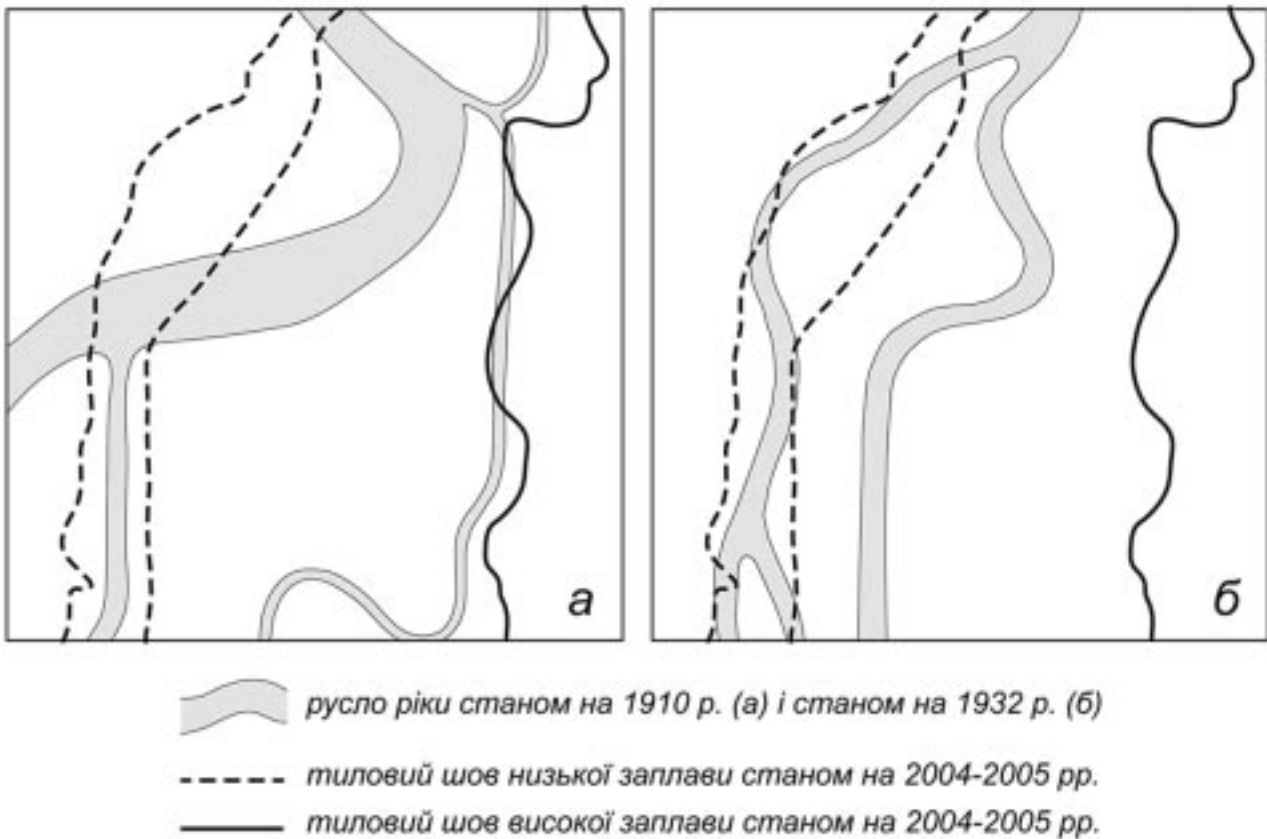 а
б
русло ріки станом на 1910 р. (а) і станом на 1932 р. (б)
тиловий шов низької заплави станом на 2004-2005 рр.
тиловий шов високої заплави станом на 2004-2005 рр.